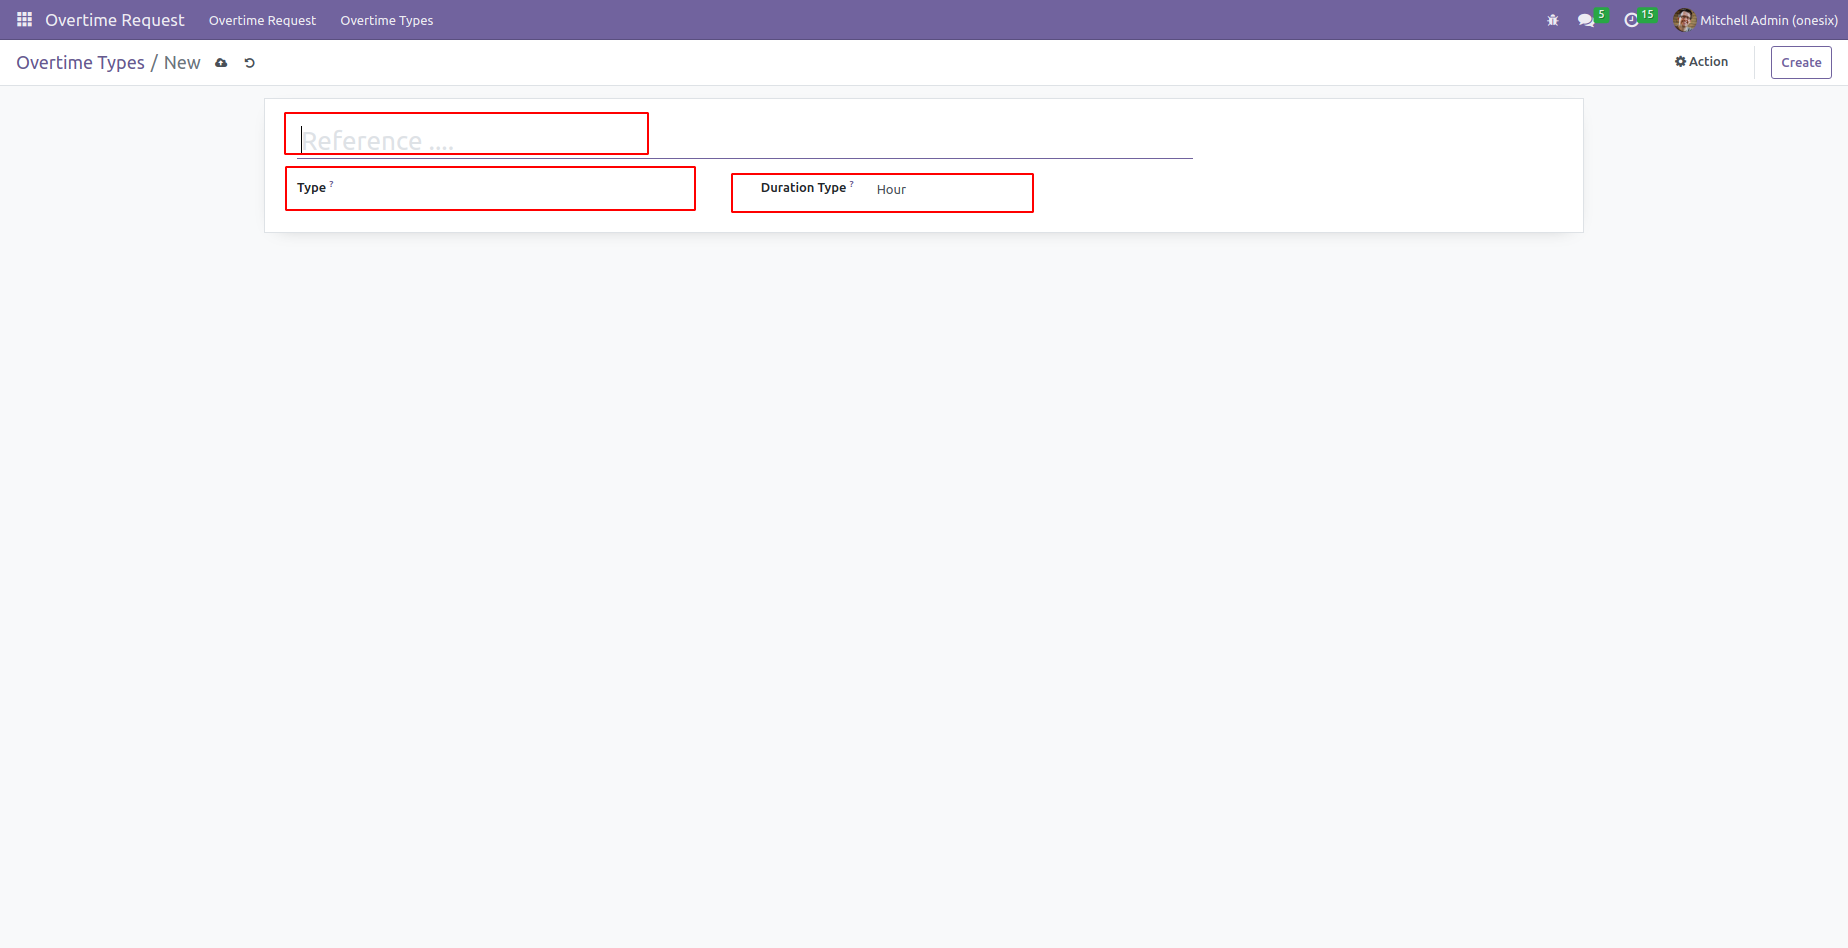 Overtime Request Overtime Request Overtime Types 5 15 Mitchell Admin (onesix)
Overtime Types / New Action Create
Reference ....
Type ? Duration Type ? Hour